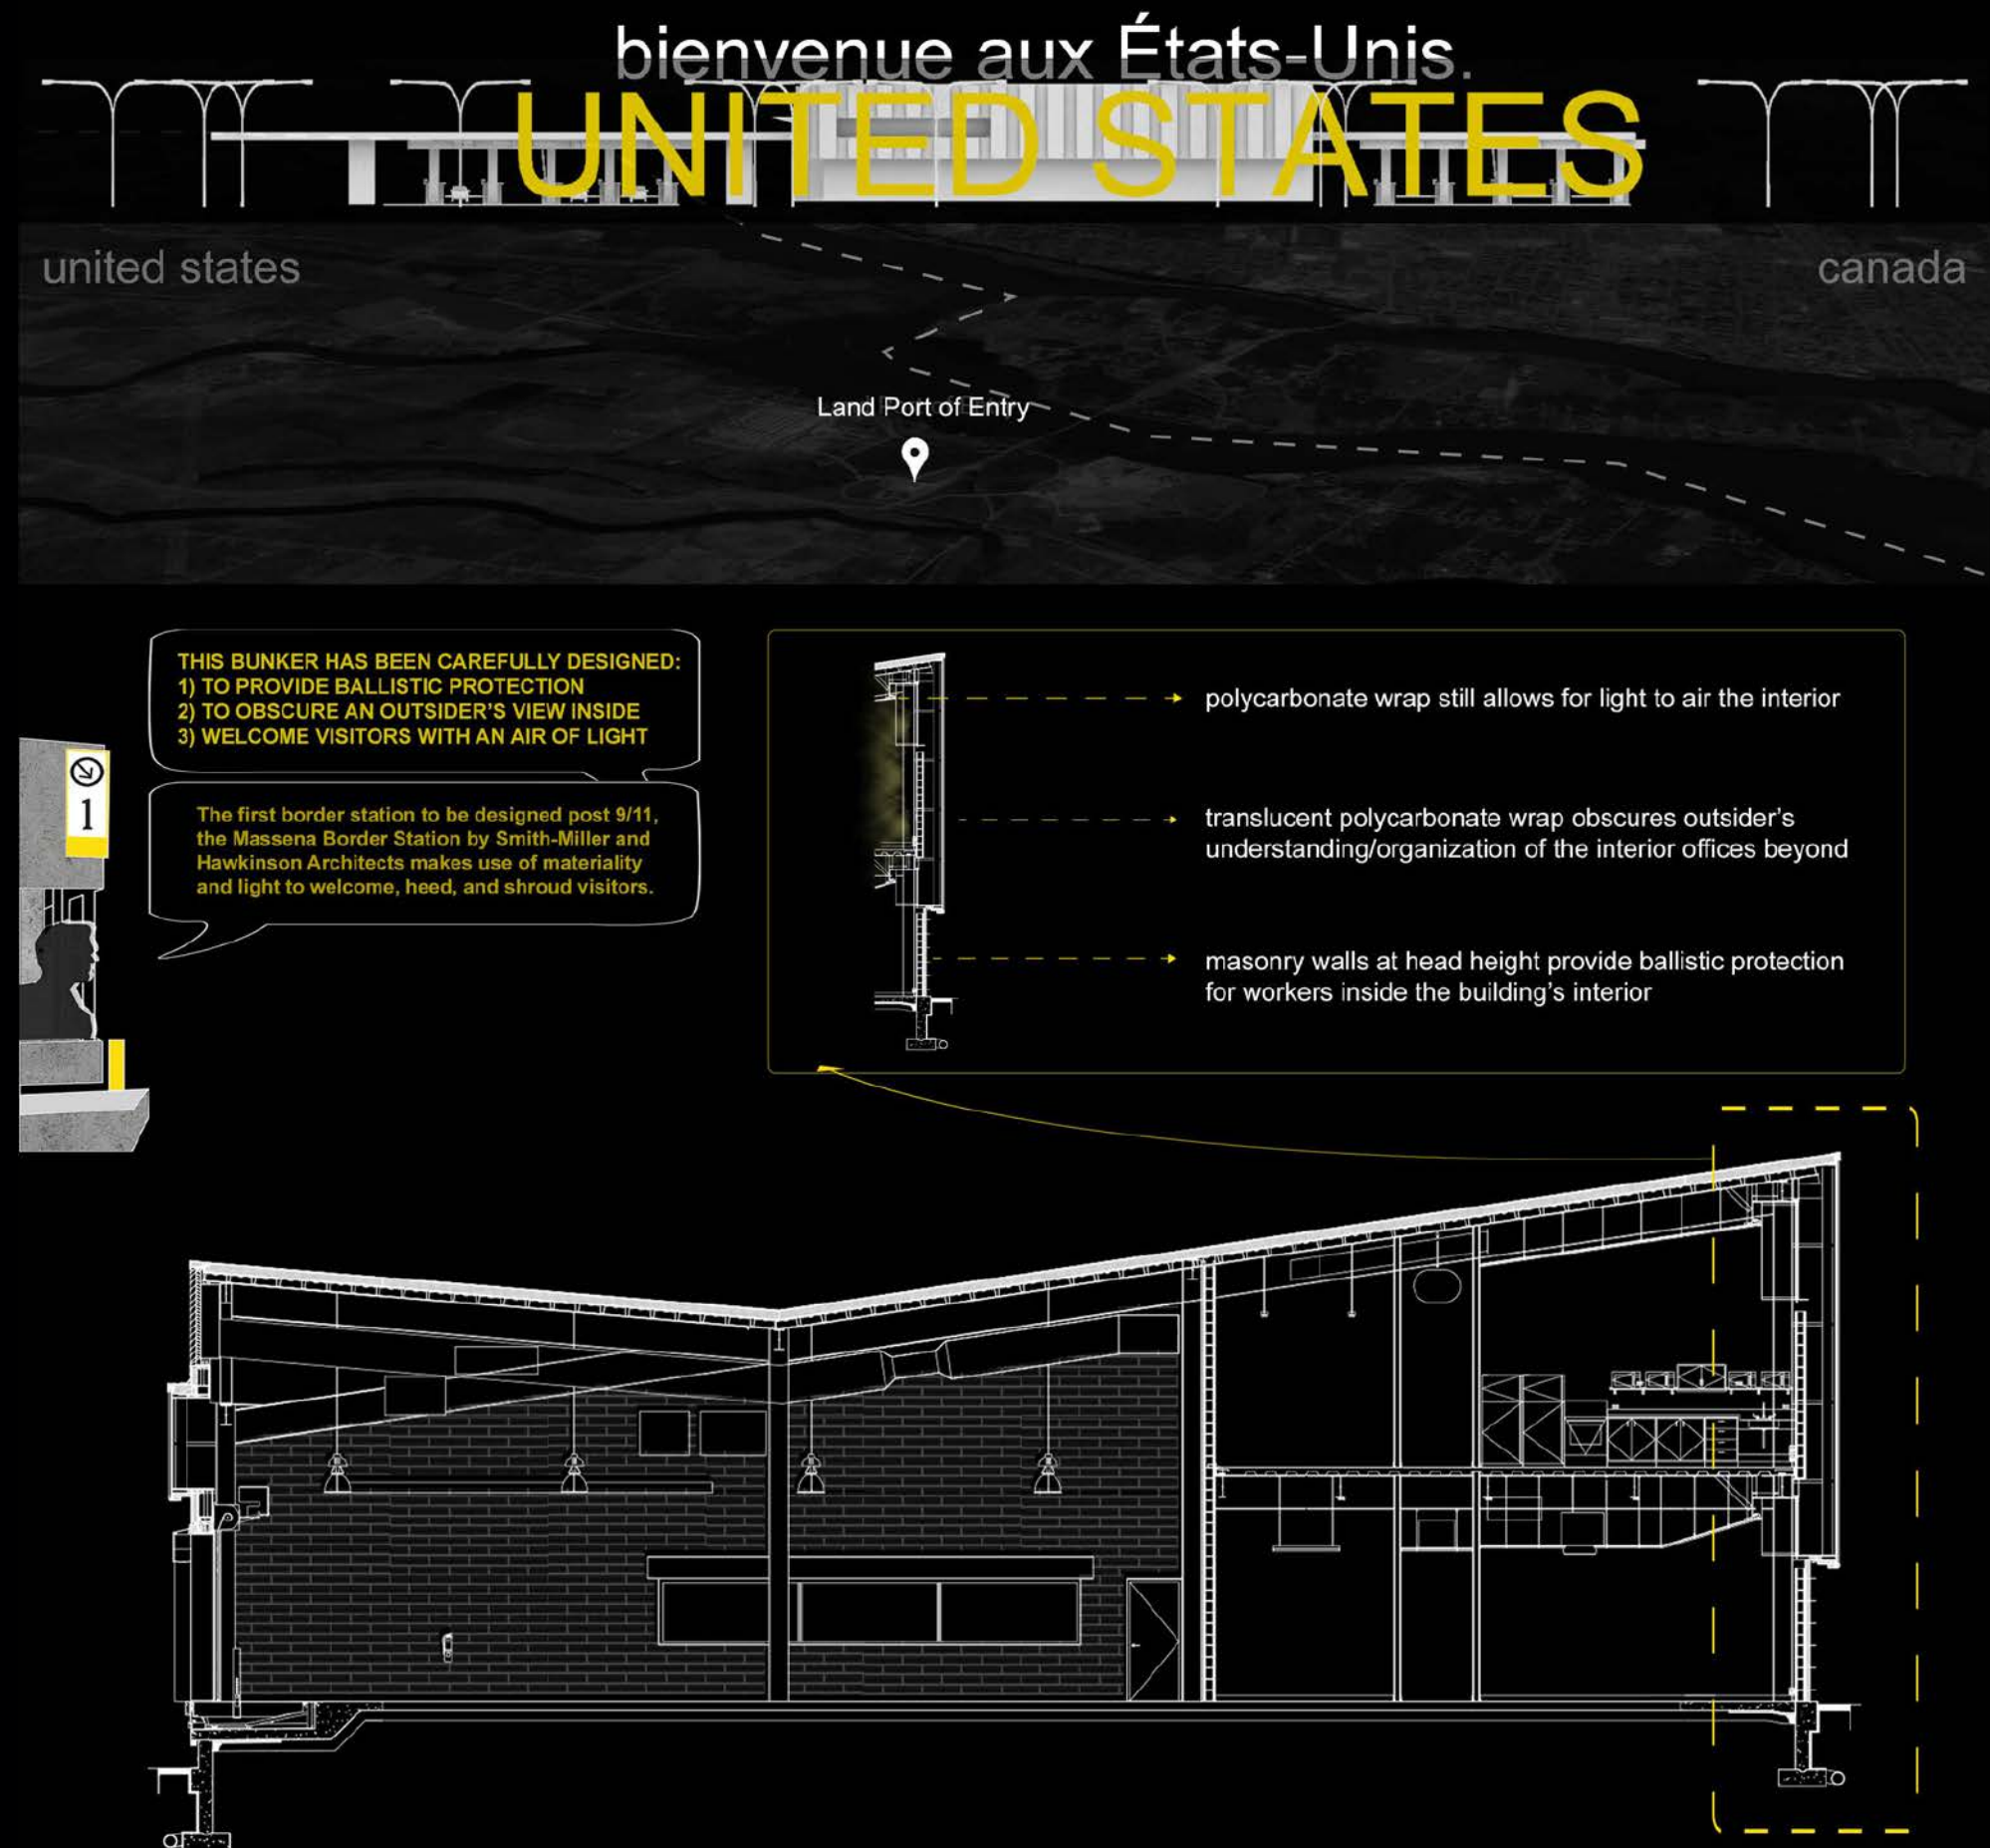 bienvenue aux États-Unis.
UNITED STATES
united states
canada
Land Port of Entry
THIS BUNKER HAS BEEN CAREFULLY DESIGNED:
1) TO PROVIDE BALLISTIC PROTECTION
2) TO OBSCURE AN OUTSIDER'S VIEW INSIDE
3) WELCOME VISITORS WITH AN AIR OF LIGHT
The first border station to be designed post 9/11,
the Massena Border Station by Smith-Miller and
Hawkinson Architects makes use of materiality
and light to welcome, heed, and shroud visitors.
1
polycarbonate wrap still allows for light to air the interior
translucent polycarbonate wrap obscures outsider's
understanding/organization of the interior offices beyond
masonry walls at head height provide ballistic protection
for workers inside the building's interior